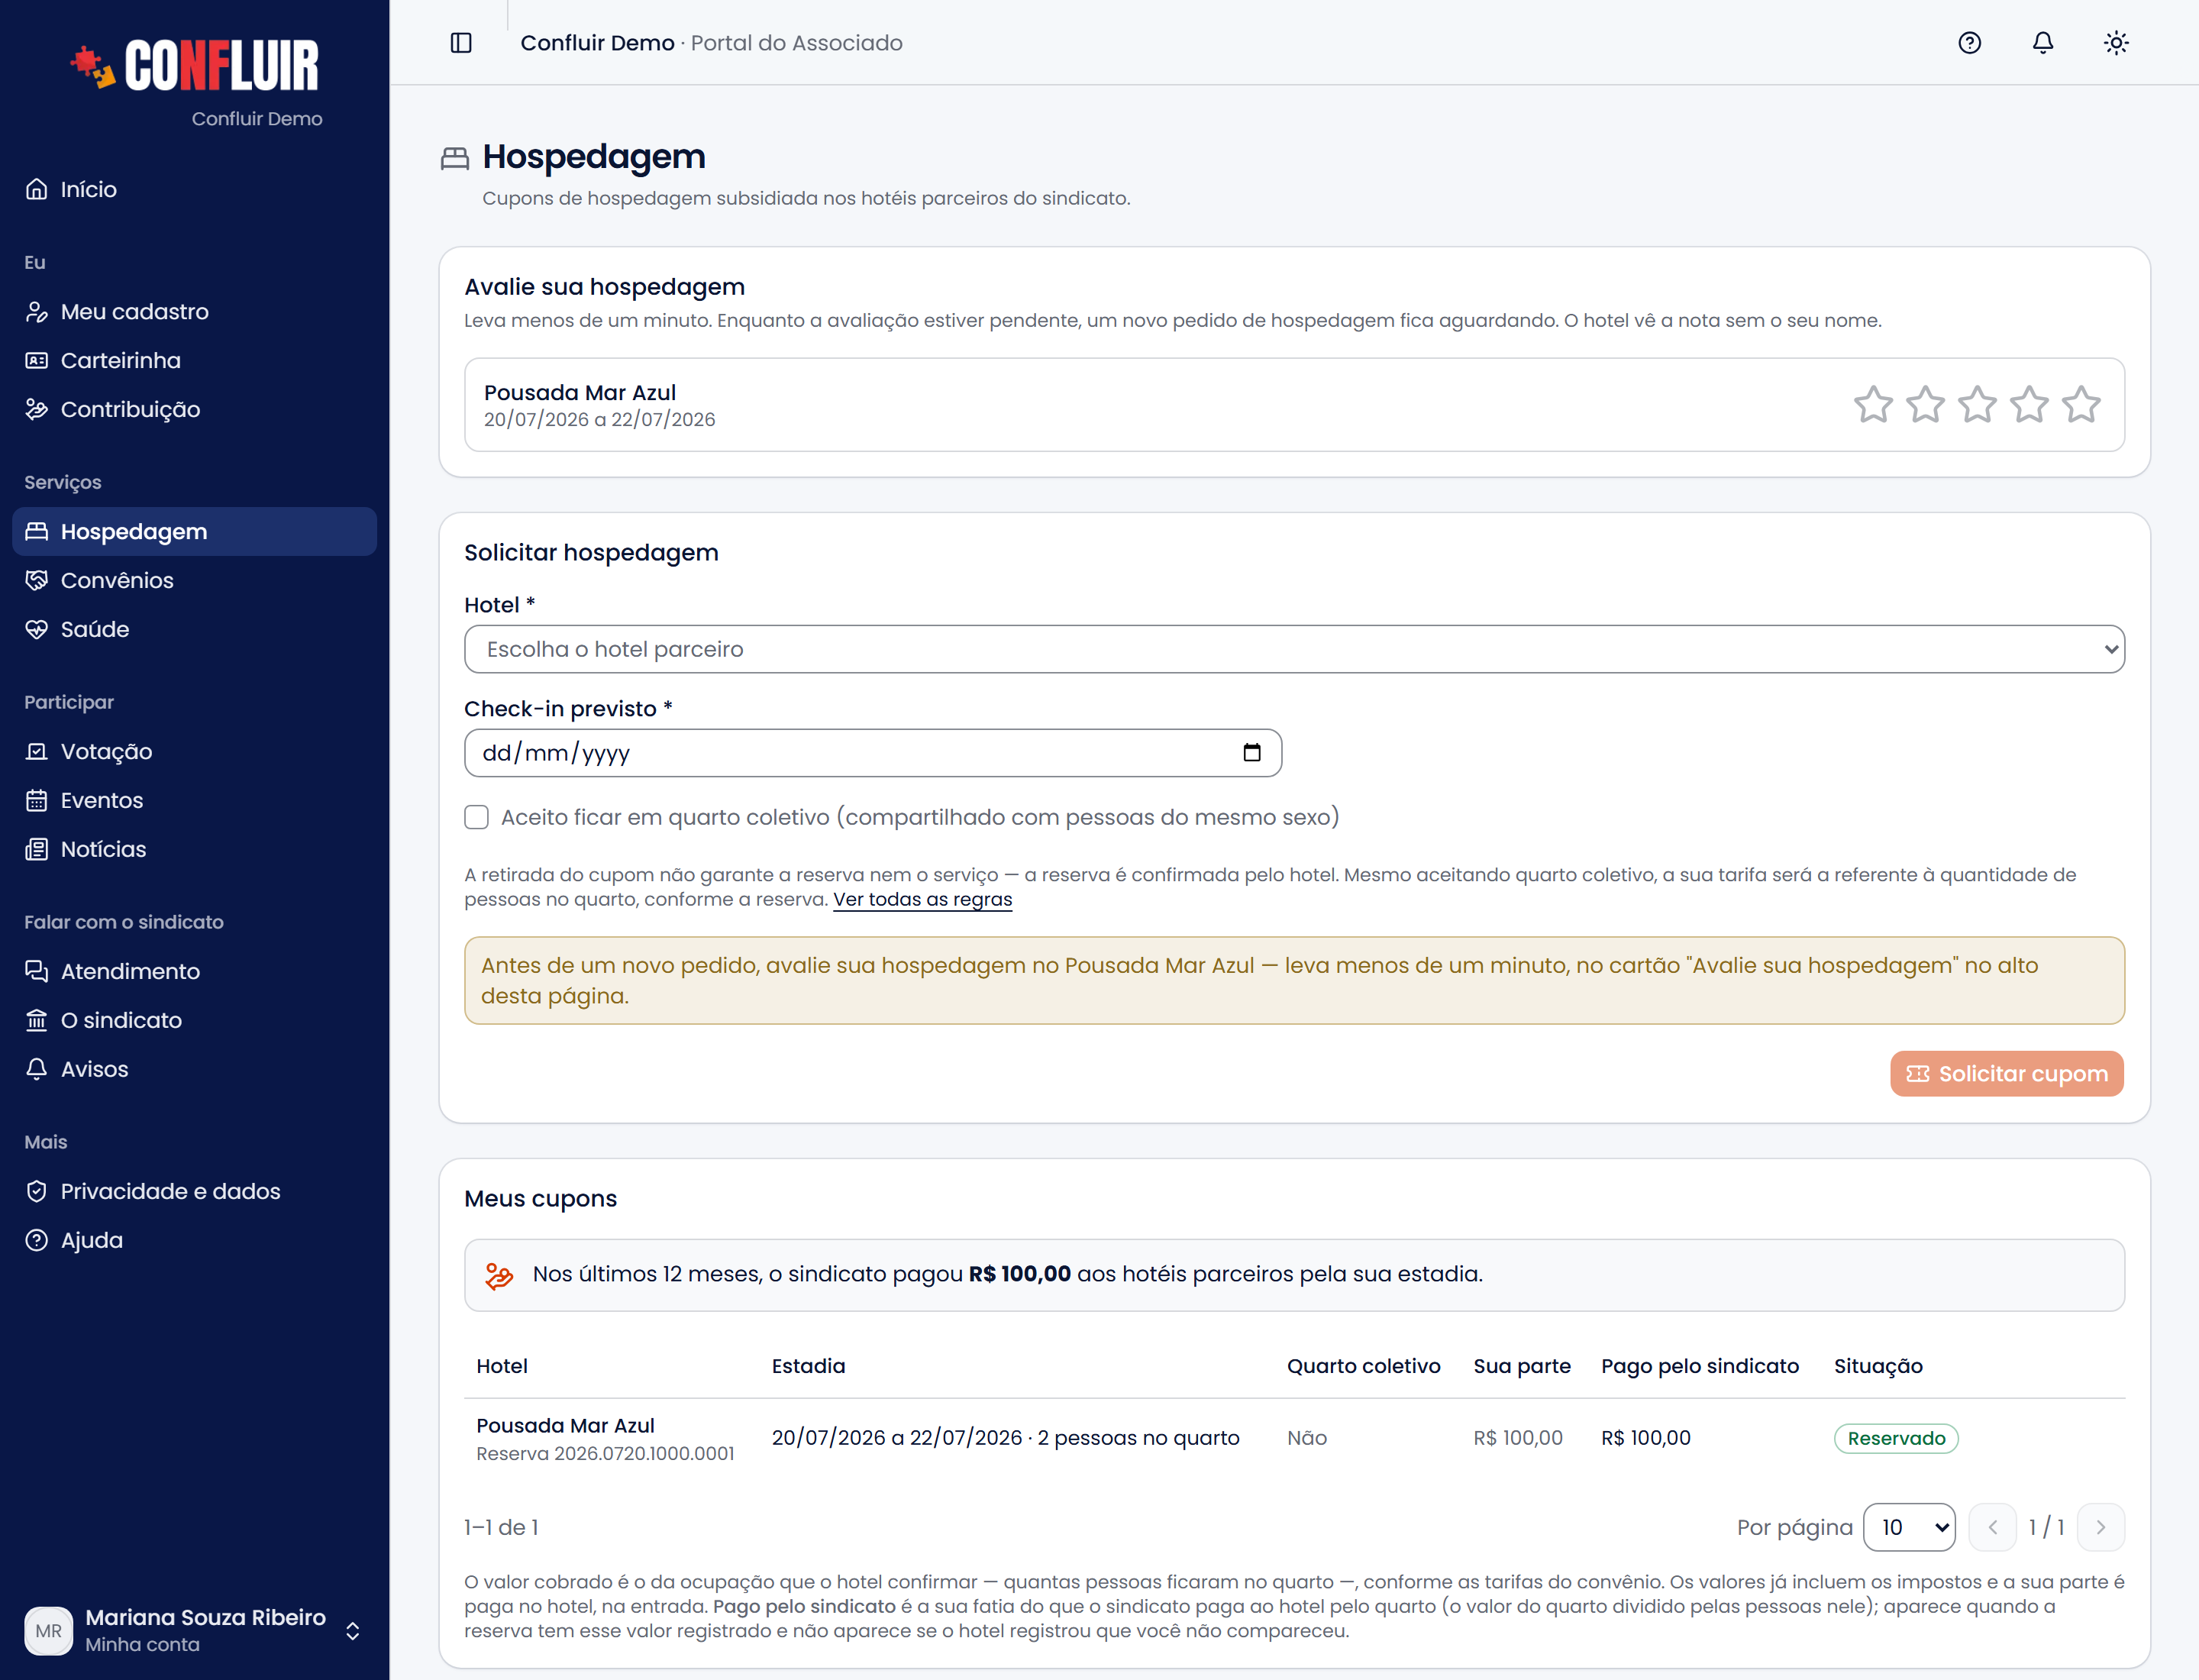 CONFLUIR
Confluir Demo
Início
Eu
Meu cadastro
Carteirinha
Contribuição
Serviços
Hospedagem
Convênios
Saúde
Participar
Votação
Eventos
Notícias
Falar com o sindicato
Atendimento
O sindicato
Avisos
Mais
Privacidade e dados
Ajuda
MR
Mariana Souza Ribeiro
Minha conta
Confluir Demo · Portal do Associado
Hospedagem
Cupons de hospedagem subsidiada nos hotéis parceiros do sindicato.
Avalie sua hospedagem
Leva menos de um minuto. Enquanto a avaliação estiver pendente, um novo pedido de hospedagem fica aguardando. O hotel vê a nota sem o seu nome.
Pousada Mar Azul
20/07/2026 a 22/07/2026
Solicitar hospedagem
Hotel *
Escolha o hotel parceiro
Check-in previsto *
dd/mm/yyyy
Aceito ficar em quarto coletivo (compartilhado com pessoas do mesmo sexo)
A retirada do cupom não garante a reserva nem o serviço — a reserva é confirmada pelo hotel. Mesmo aceitando quarto coletivo, a sua tarifa será a referente à quantidade de
pessoas no quarto, conforme a reserva. Ver todas as regras
Antes de um novo pedido, avalie sua hospedagem no Pousada Mar Azul — leva menos de um minuto, no cartão "Avalie sua hospedagem" no alto
desta página.
Solicitar cupom
Meus cupons
Nos últimos 12 meses, o sindicato pagou R$ 100,00 aos hotéis parceiros pela sua estadia.
Hotel Estadia Quarto coletivo Sua parte Pago pelo sindicato Situação
Pousada Mar Azul
Reserva 2026.0720.1000.0001
20/07/2026 a 22/07/2026 · 2 pessoas no quarto Não R$ 100,00 R$ 100,00 Reservado
1–1 de 1
Por página 10 1 / 1
O valor cobrado é o da ocupação que o hotel confirmar — quantas pessoas ficaram no quarto —, conforme as tarifas do convênio. Os valores já incluem os impostos e a sua parte é
paga no hotel, na entrada. Pago pelo sindicato é a sua fatia do que o sindicato paga ao hotel pelo quarto (o valor do quarto dividido pelas pessoas nele); aparece quando a
reserva tem esse valor registrado e não aparece se o hotel registrou que você não compareceu.